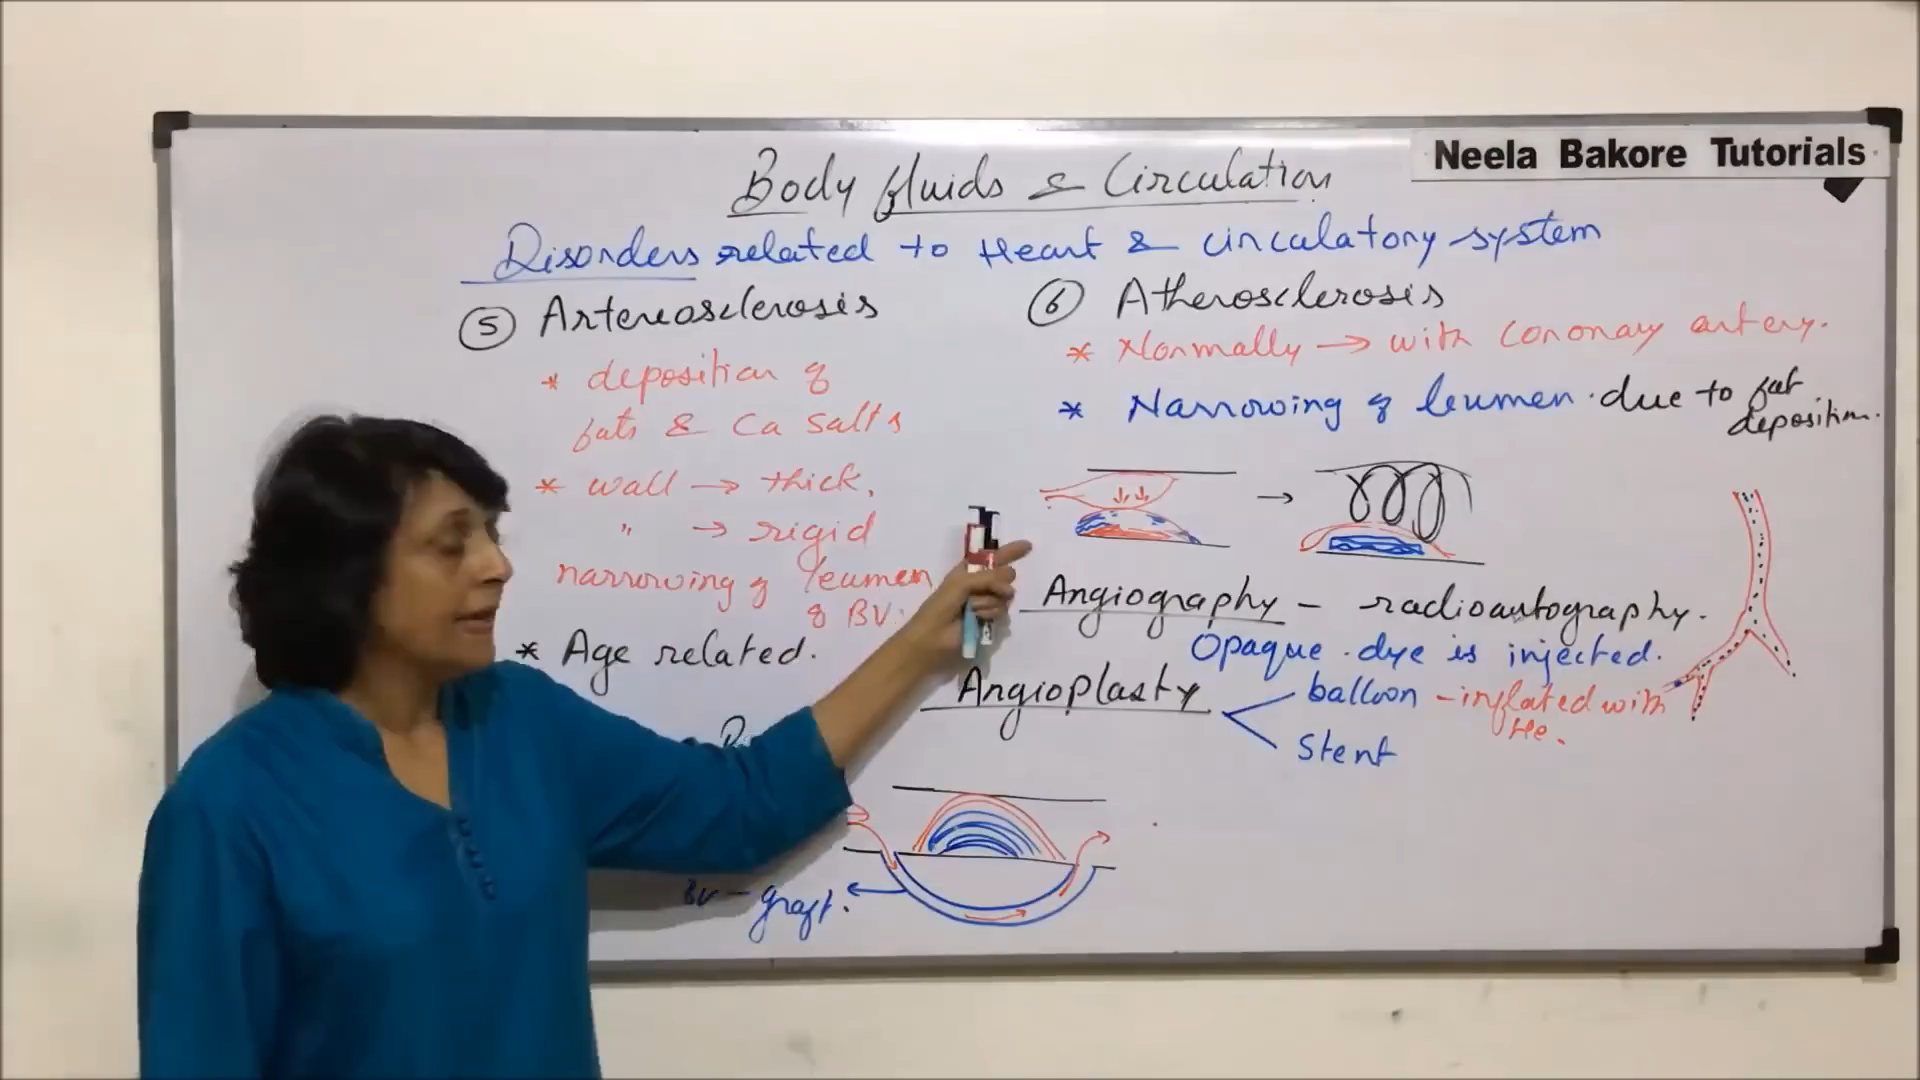 Neela Bakore Tutorials
Body fluids & Circulation
Disorders related to Heart & circulatory system
5 Artereosclerosis
* deposition of
fats & Ca salts
* wall → thick,
" → rigid
narrowing of leumen
of BV.
* Age related.
6 Atherosclerosis
* Normally → with coronary artery.
* Narrowing of leumen due to fat
deposition.
→
Angiography - radioautography.
Opaque dye is injected.
Angioplasty
balloon - inflated with
He.
Stent
BV - graft.